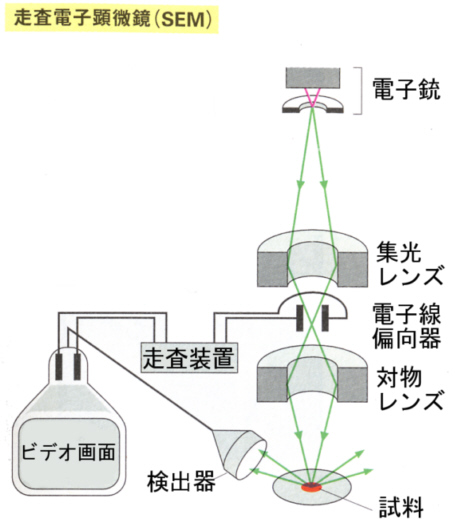 走査電子顕微鏡(SEM)
電子銃
集光
レンズ
電子線
偏向器
走査装置
対物
レンズ
ビデオ画面
検出器
試料